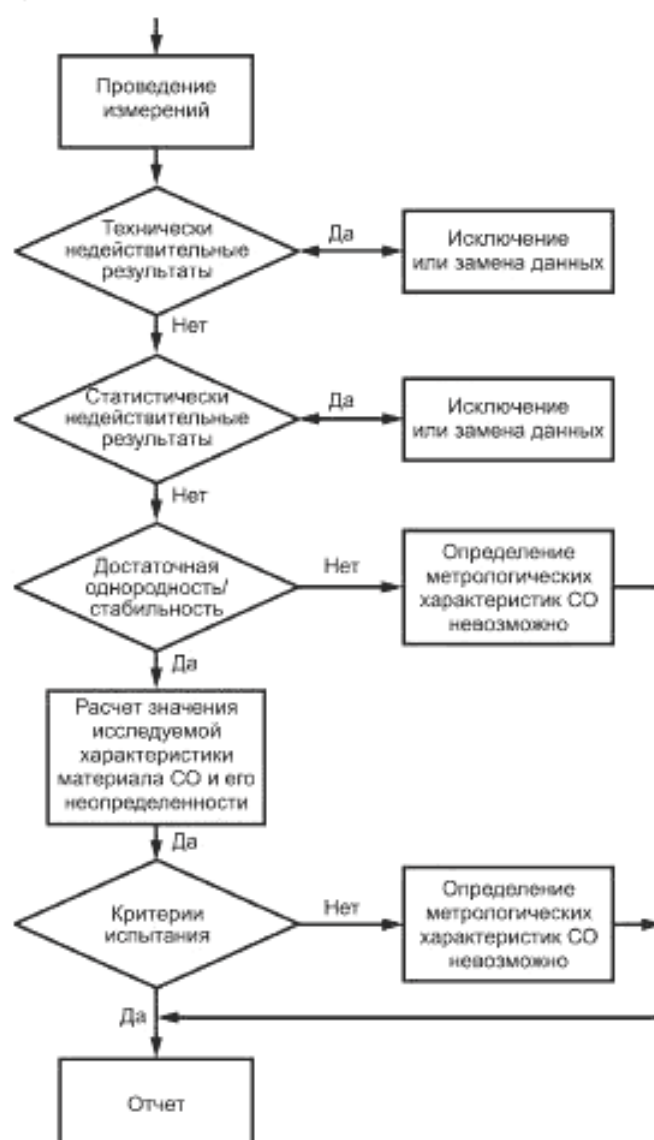 Проведение
измерений
Технически
недействительные
результаты
Да
Исключение
или замена данных
Нет
Статистически
недействительные
результаты
Да
Исключение
или замена данных
Нет
Достаточная
однородность/
стабильность
Нет
Определение
метрологических
характеристик СО
невозможно
Да
Расчет значения
исследуемой
характеристики
материала СО и его
неопределенности
Да
Критерии
испытания
Нет
Определение
метрологических
характеристик СО
невозможно
Да
Отчет